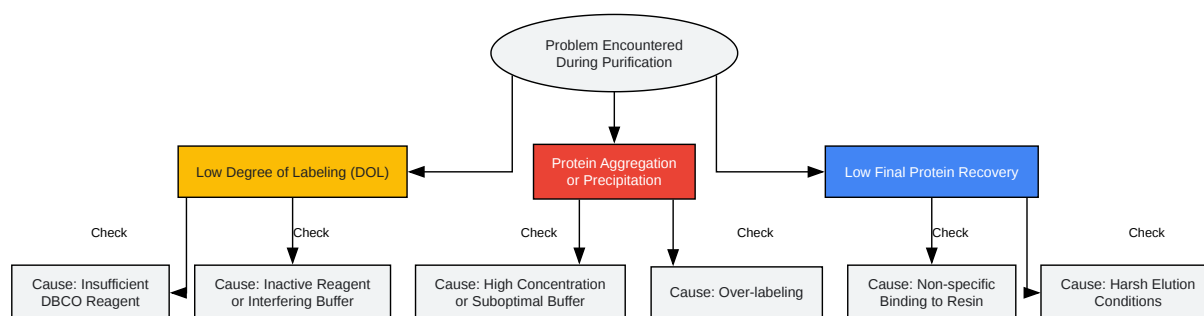 Problem Encountered
During Purification
Low Degree of Labeling (DOL)
Protein Aggregation
or Precipitation
Low Final Protein Recovery
Check
Check
Check
Check
Check
Check
Cause: Insufficient
DBCO Reagent
Cause: Inactive Reagent
or Interfering Buffer
Cause: High Concentration
or Suboptimal Buffer
Cause: Over-labeling
Cause: Non-specific
Binding to Resin
Cause: Harsh Elution
Conditions